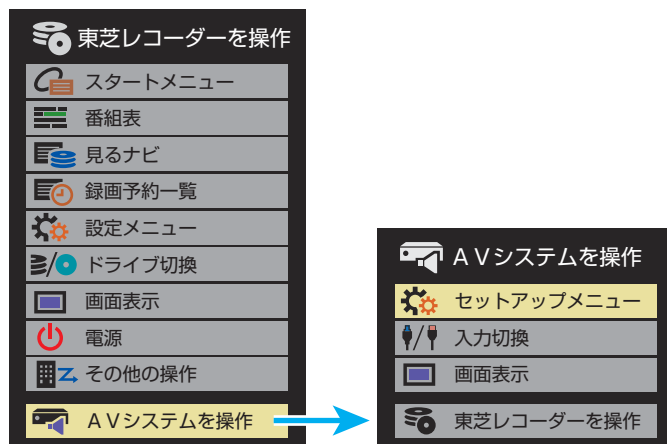 東芝レコーダーを操作
スタートメニュー
番組表
見るナビ
録画予約一覧
設定メニュー
ドライブ切換
画面表示
電源
その他の操作
ＡＶシステムを操作
ＡＶシステムを操作
セットアップメニュー
入力切換
画面表示
東芝レコーダーを操作